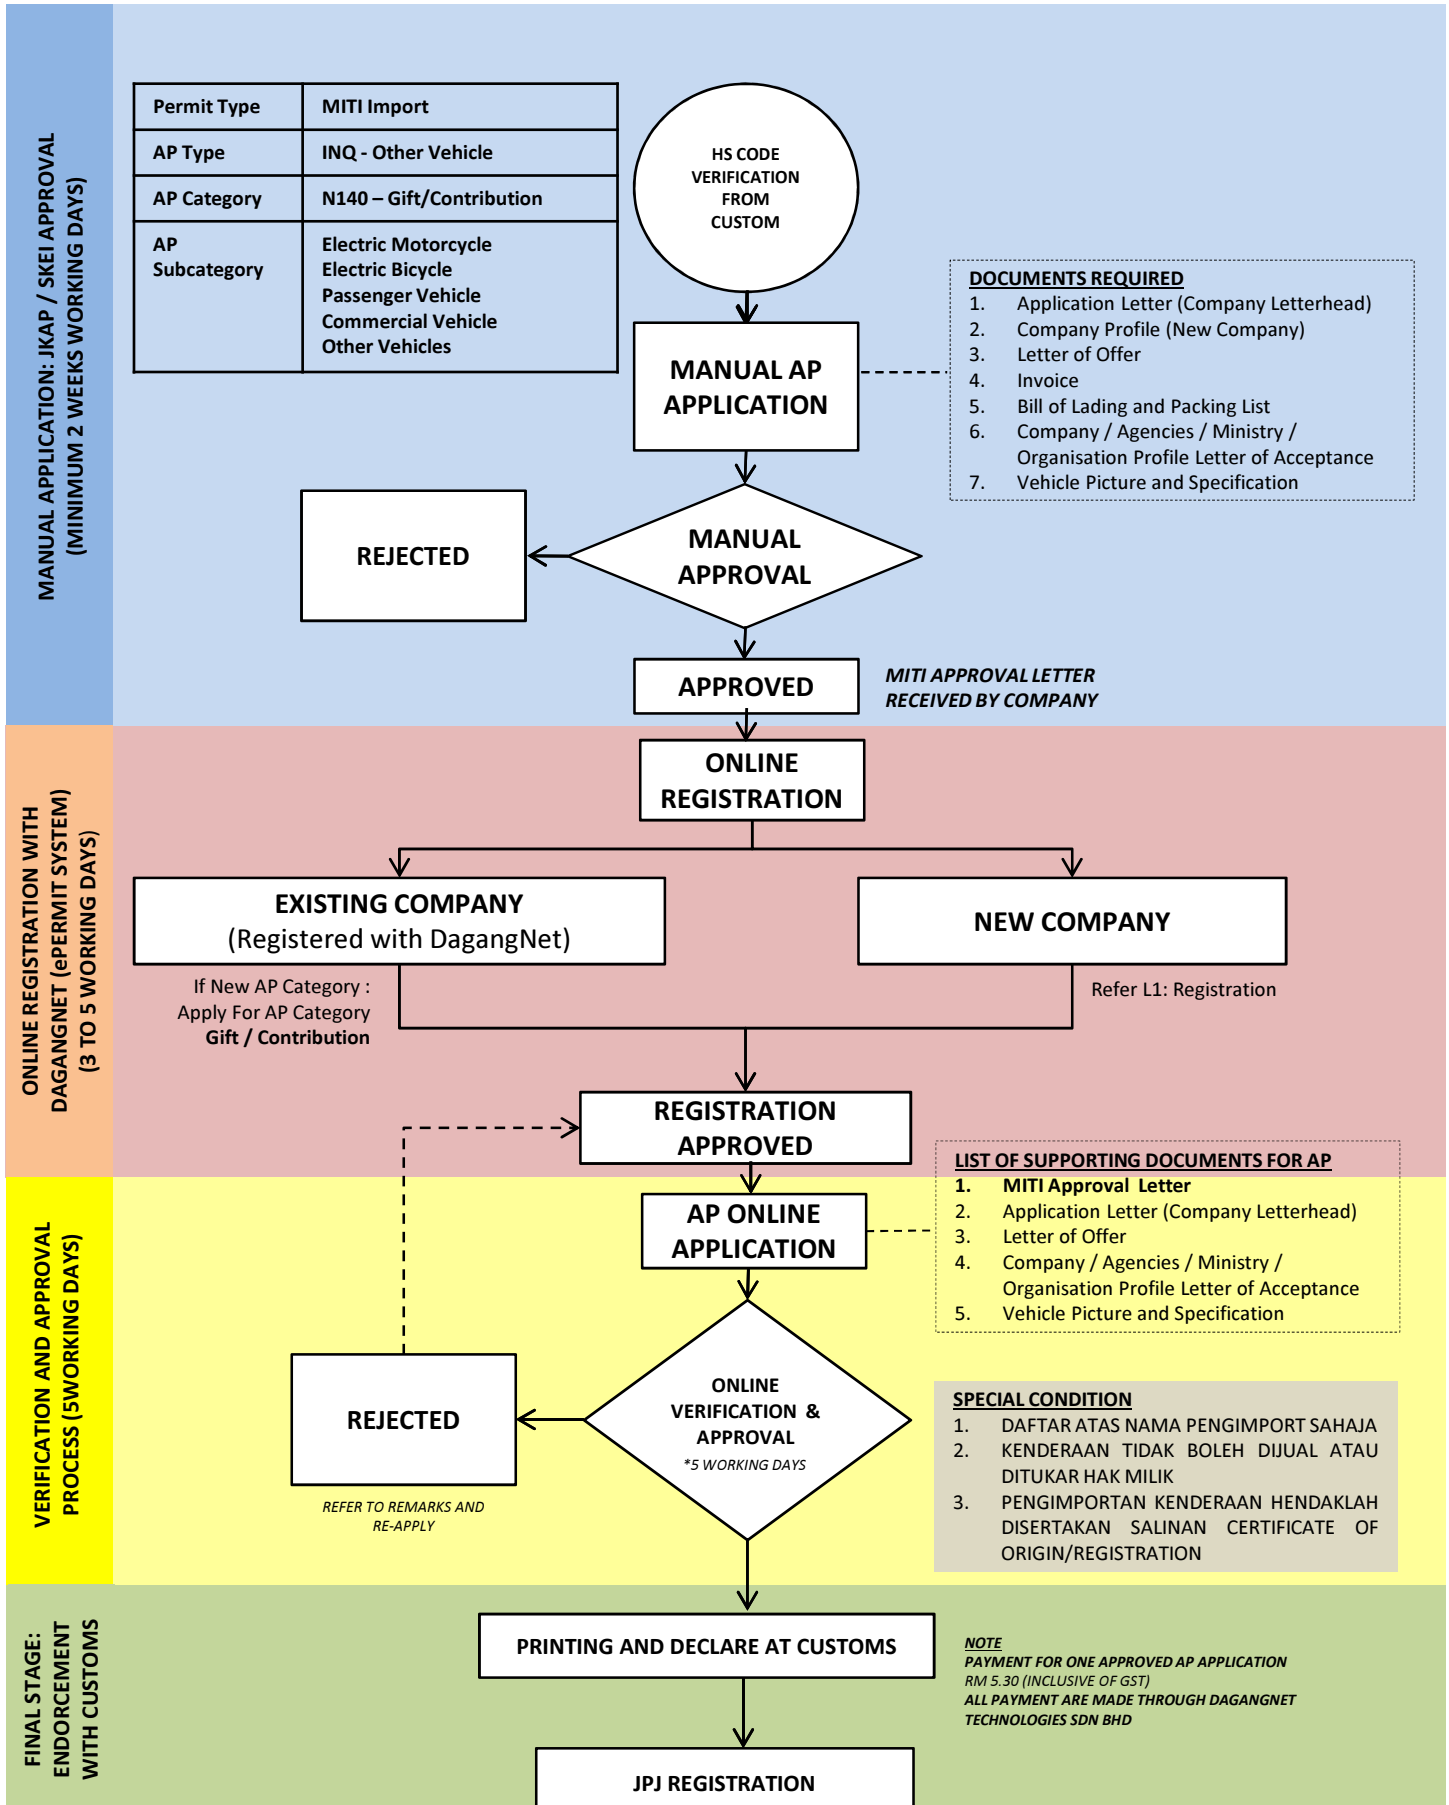 MANUAL APPLICATION: JKAP / SKEI APPROVAL
(MINIMUM 2 WEEKS WORKING DAYS)
Permit Type
MITI Import
AP Type
INQ - Other Vehicle
AP Category
N140 – Gift/Contribution
AP
Subcategory
Electric Motorcycle
Electric Bicycle
Passenger Vehicle
Commercial Vehicle
Other Vehicles
HS CODE
VERIFICATION
FROM
CUSTOM
MANUAL AP
APPLICATION
DOCUMENTS REQUIRED
1. Application Letter (Company Letterhead)
2. Company Profile (New Company)
3. Letter of Offer
4. Invoice
5. Bill of Lading and Packing List
6. Company / Agencies / Ministry /
Organisation Profile Letter of Acceptance
7. Vehicle Picture and Specification
REJECTED
MANUAL
APPROVAL
APPROVED
MITI APPROVAL LETTER
RECEIVED BY COMPANY
ONLINE REGISTRATION WITH
DAGANGNET (ePERMIT SYSTEM)
(3 TO 5 WORKING DAYS)
ONLINE
REGISTRATION
EXISTING COMPANY
(Registered with DagangNet)
NEW COMPANY
If New AP Category :
Apply For AP Category
Gift / Contribution
Refer L1: Registration
REGISTRATION
APPROVED
VERIFICATION AND APPROVAL
PROCESS (5WORKING DAYS)
AP ONLINE
APPLICATION
LIST OF SUPPORTING DOCUMENTS FOR AP
1. MITI Approval Letter
2. Application Letter (Company Letterhead)
3. Letter of Offer
4. Company / Agencies / Ministry /
Organisation Profile Letter of Acceptance
5. Vehicle Picture and Specification
REJECTED
REFER TO REMARKS AND
RE-APPLY
ONLINE
VERIFICATION &
APPROVAL
*5 WORKING DAYS
SPECIAL CONDITION
1. DAFTAR ATAS NAMA PENGIMPORT SAHAJA
2. KENDERAAN TIDAK BOLEH DIJUAL ATAU
DITUKAR HAK MILIK
3. PENGIMPORTAN KENDERAAN HENDAKLAH
DISERTAKAN SALINAN CERTIFICATE OF
ORIGIN/REGISTRATION
FINAL STAGE:
ENDORCEMENT
WITH CUSTOMS
PRINTING AND DECLARE AT CUSTOMS
NOTE
PAYMENT FOR ONE APPROVED AP APPLICATION
RM 5.30 (INCLUSIVE OF GST)
ALL PAYMENT ARE MADE THROUGH DAGANGNET
TECHNOLOGIES SDN BHD
JPJ REGISTRATION